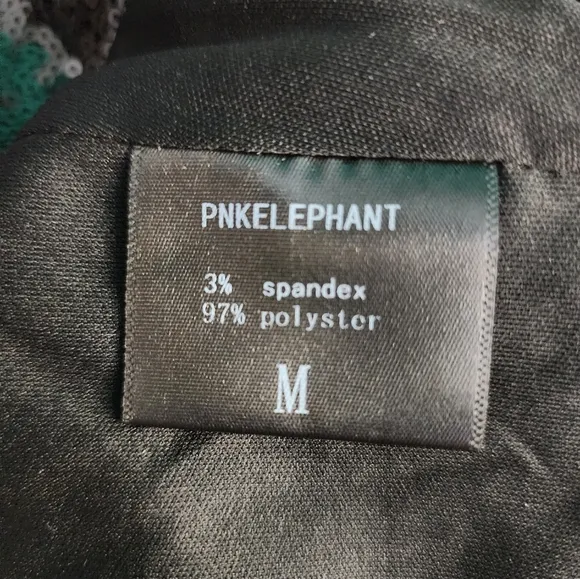 PNKELEPHANT
3% spandex
97% polyster
M